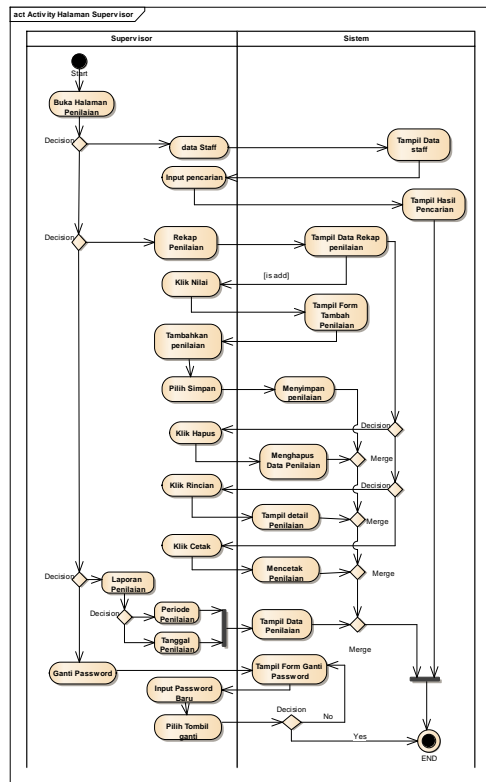 act Activity Halaman Supervisor
Supervisor
Sistem
Start
Buka Halaman
Penilaian
Decision
data Staff
Tampil Data
staff
Input pencarian
Tampil Hasil
Pencarian
Decision
Rekap
Penilaian
Tampil Data Rekap
penilaian
[is add]
Klik Nilai
Tampil Form
Tambah
Penilaian
Tambahkan
penilaian
Pilih Simpan
Menyimpan
penilaian
Klik Hapus
Decision
Menghapus
Data Penilaian
Merge
Klik Rincian
Decision
Tampil detail
Penilaian
Merge
Klik Cetak
Mencetak
Penilaian
Merge
Decision
Laporan
Penilaian
Decision
Periode
Penilaian
Tanggal
Penilaian
Tampil Data
Penilaian
Merge
Ganti Password
Tampil Form Ganti
Password
Input Password
Baru
Pilih Tombil
ganti
Decision
No
Yes
END